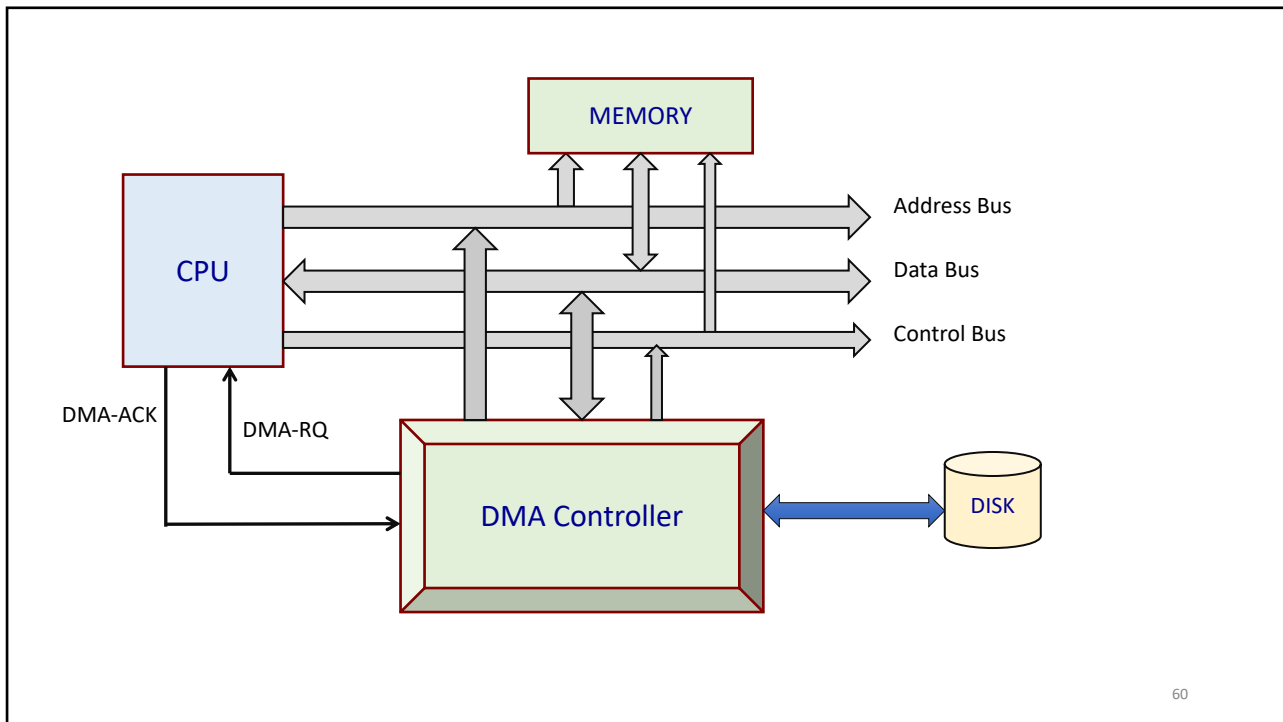 MEMORY
Address Bus
CPU
Data Bus
Control Bus
DMA-ACK
DMA-RQ
DMA Controller
DISK
60